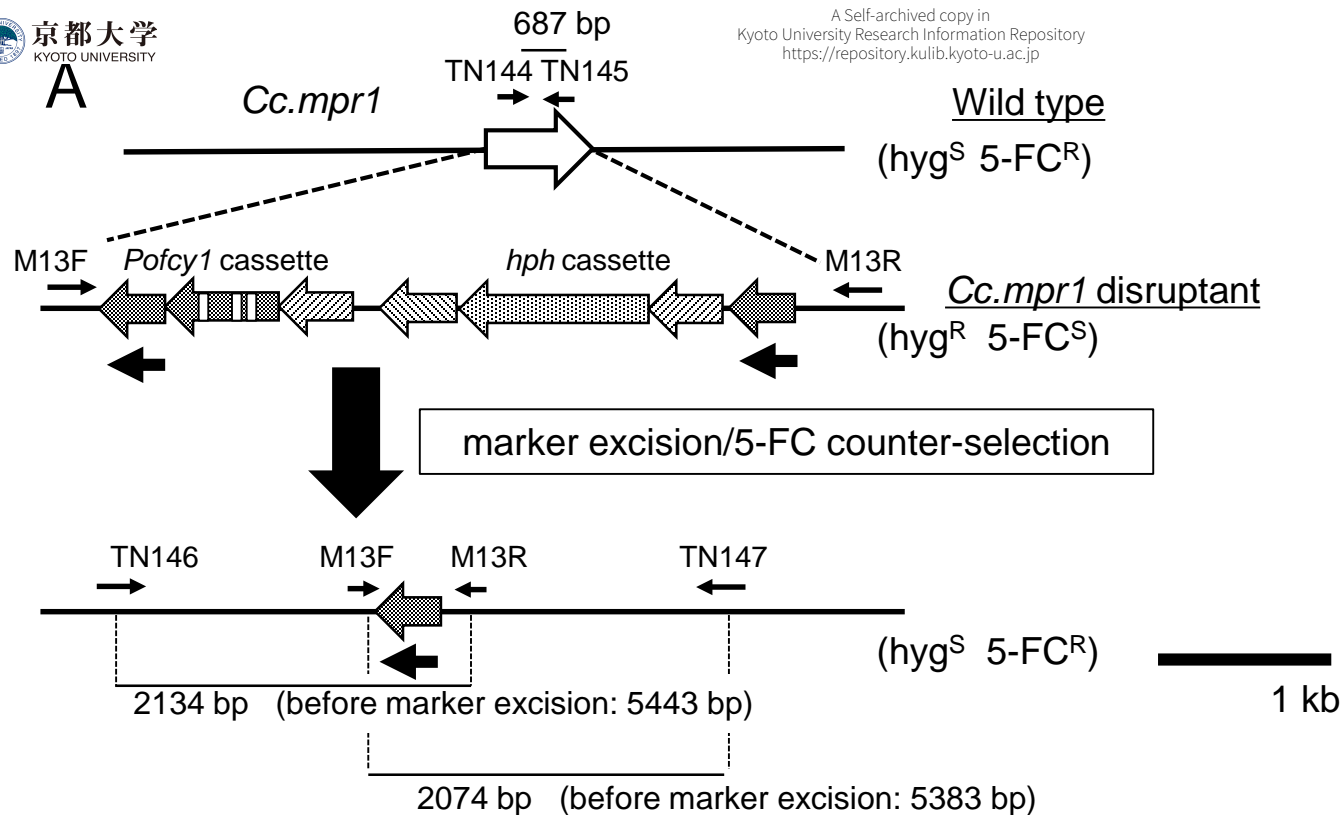 京都大学
KYOTO UNIVERSITY
A Self-archived copy in
Kyoto University Research Information Repository
https://repository.kulib.kyoto-u.ac.jp
A
687 bp
TN144 TN145
Cc.mpr1
Wild type
(hygS 5-FCR)
M13F
Pofcy1 cassette
hph cassette
M13R
Cc.mpr1 disruptant
(hygR 5-FCS)
marker excision/5-FC counter-selection
TN146
M13F
M13R
TN147
(hygS 5-FCR)
2134 bp (before marker excision: 5443 bp)
1 kb
2074 bp (before marker excision: 5383 bp)